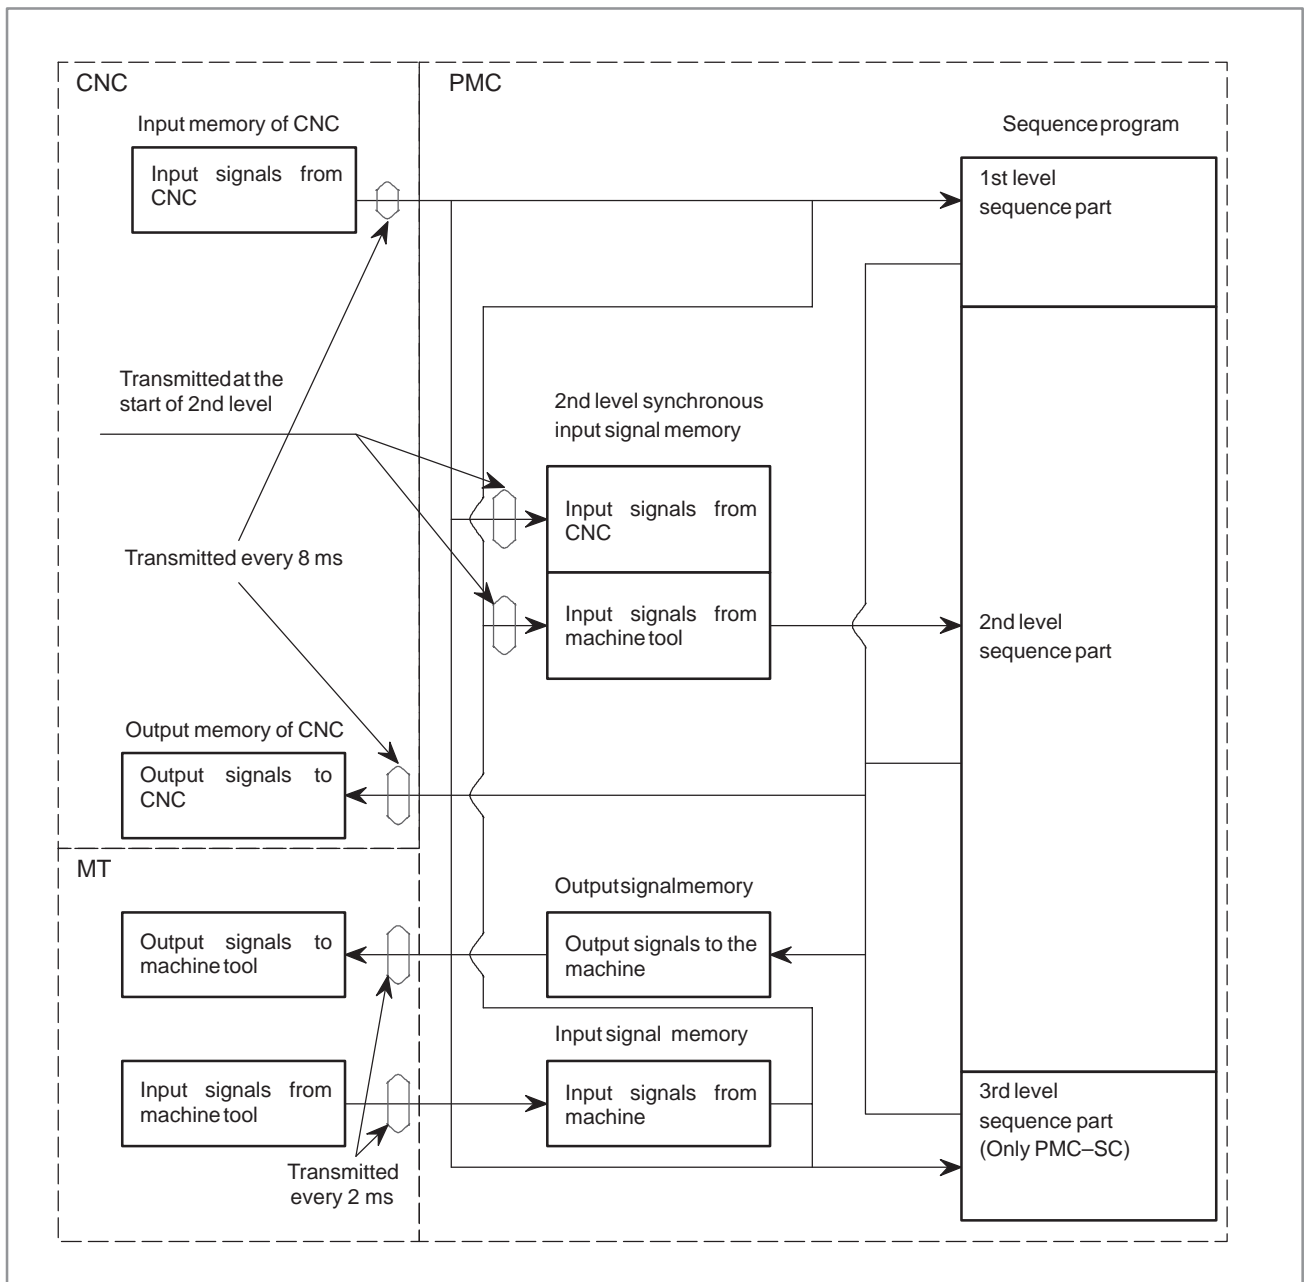 CNC
PMC
Input memory of CNC
Sequence program
Input signals from
CNC
1st level
sequence part
Transmitted at the
start of 2nd level
2nd level synchronous
input signal memory
Input signals from
CNC
Transmitted every 8 ms
Input signals from
machine tool
2nd level
sequence part
Output memory of CNC
Output signals to
CNC
MT
Output signal memory
Output signals to
machine tool
Output signals to the
machine
Input signal memory
Input signals from
machine tool
Input signals from
machine
3rd level
sequence part
(Only PMC–SC)
Transmitted
every 2 ms